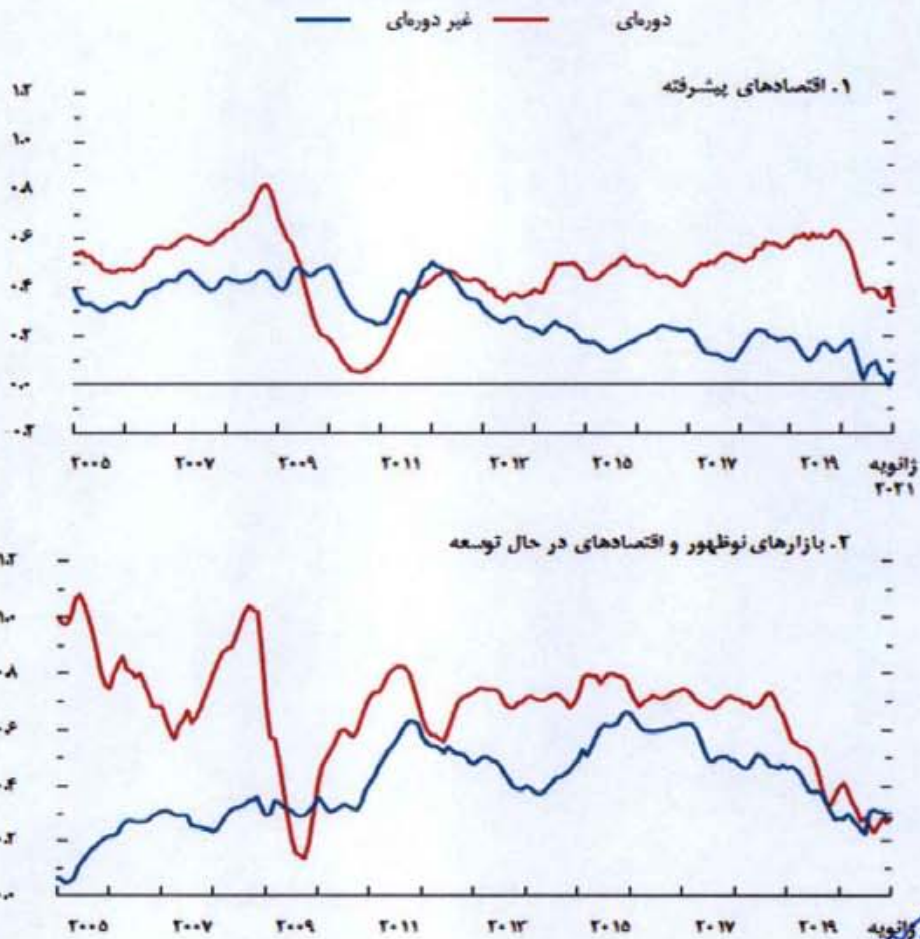 دوره‌ای
غیر دوره‌ای
۱. اقتصادهای پیشرفته
۱.۲
۱.۰
۰.۸
۰.۶
۰.۴
۰.۲
۰.۰
-۰.۲
۲۰۰۵ ۲۰۰۷ ۲۰۰۹ ۲۰۱۱ ۲۰۱۳ ۲۰۱۵ ۲۰۱۷ ۲۰۱۹ ژانویه
۲۰۲۱
۲. بازارهای نوظهور و اقتصادهای در حال توسعه
۱.۲
۱.۰
۰.۸
۰.۶
۰.۴
۰.۲
۰.۰
۲۰۰۵ ۲۰۰۷ ۲۰۰۹ ۲۰۱۱ ۲۰۱۳ ۲۰۱۵ ۲۰۱۷ ۲۰۱۹ ژانویه